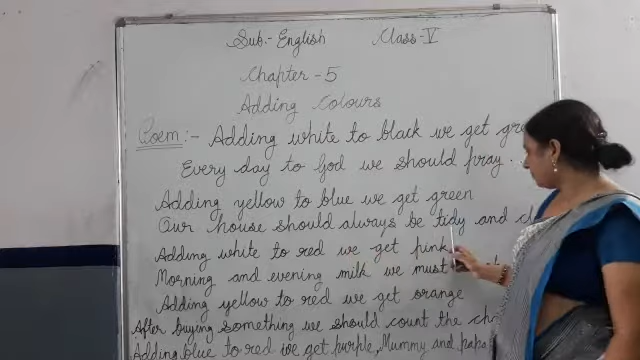 Sub:- English Class-V
Chapter - 5
Adding Colours
Poem:- Adding white to black we get
Every day to God we should pray.
Adding yellow to blue we get green
Our house should always be tidy and
Adding white to red we get pink
Morning and evening milk we must
Adding yellow to red we get orange
After buying something we should count the
Adding blue to red we get purple, Mummy and papa